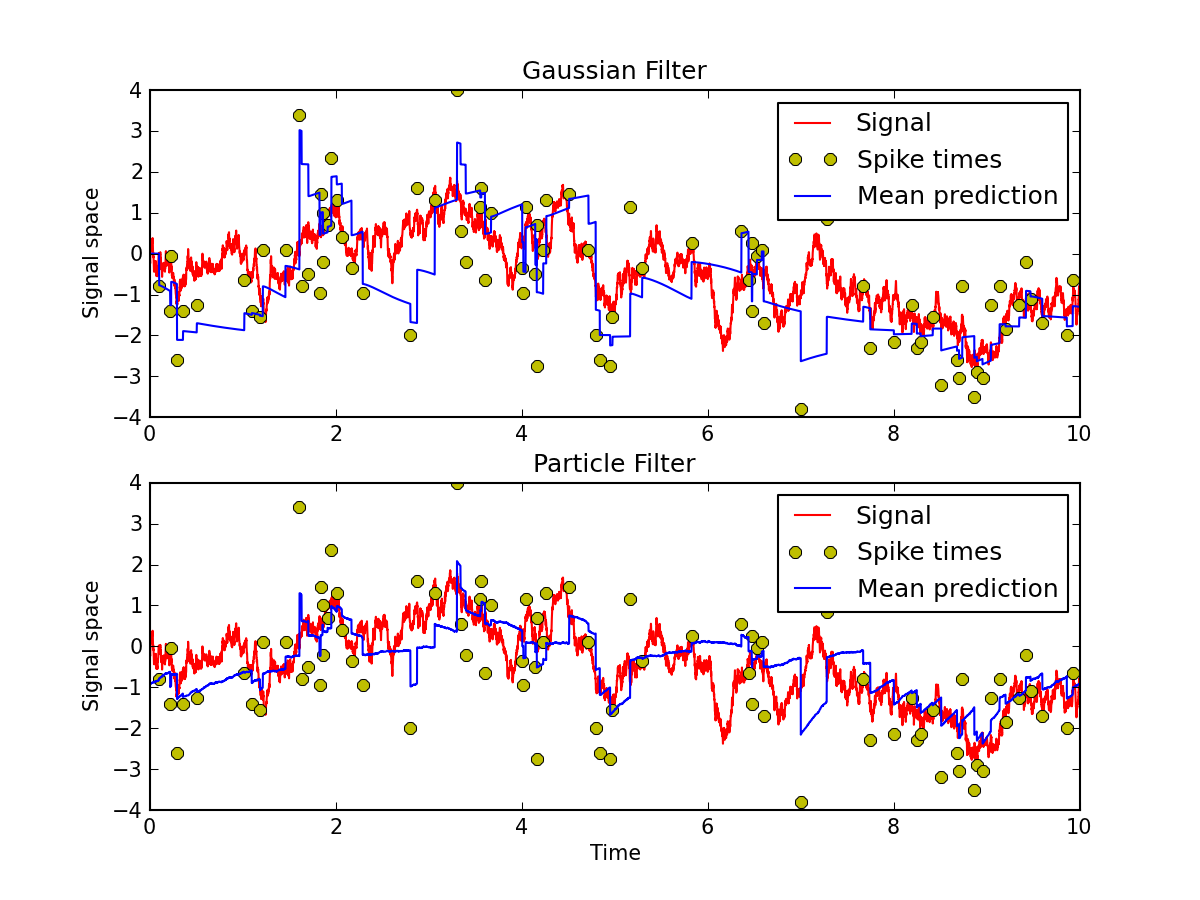 Gaussian Filter
4
3
2
1
0
−1
−2
−3
−4
Signal space
Signal
Spike times
Mean prediction
0 2 4 6 8 10
Particle Filter
4
3
2
1
0
−1
−2
−3
−4
Signal space
Signal
Spike times
Mean prediction
0 2 4 6 8 10
Time